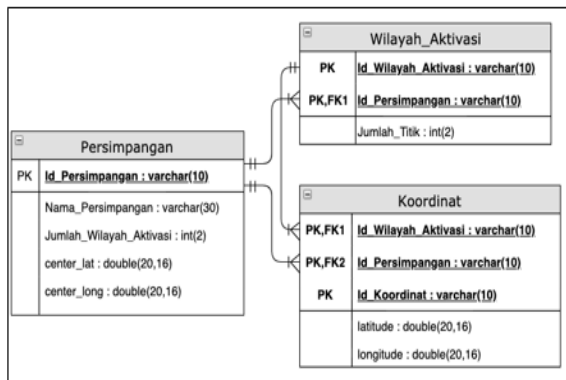 Wilayah_Aktivasi
PK Id_Wilayah_Aktivasi : varchar(10)
PK,FK1 Id_Persimpangan : varchar(10)
Jumlah_Titik : int(2)
Persimpangan
PK Id_Persimpangan : varchar(10)
Nama_Persimpangan : varchar(30)
Jumlah_Wilayah_Aktivasi : int(2)
center_lat : double(20,16)
center_long : double(20,16)
Koordinat
PK,FK1 Id_Wilayah_Aktivasi : varchar(10)
PK,FK2 Id_Persimpangan : varchar(10)
PK Id_Koordinat : varchar(10)
latitude : double(20,16)
longitude : double(20,16)